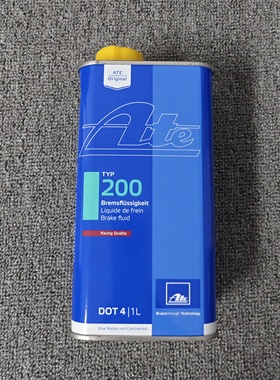 ATE
Original
Ate
TYP
200
Bremsflüssigkeit
Liquide de frein
Brake fluid
Racing Quality
DOT 4 | 1L
Eine Marke von Continental
Ate
Breakthrough Technology